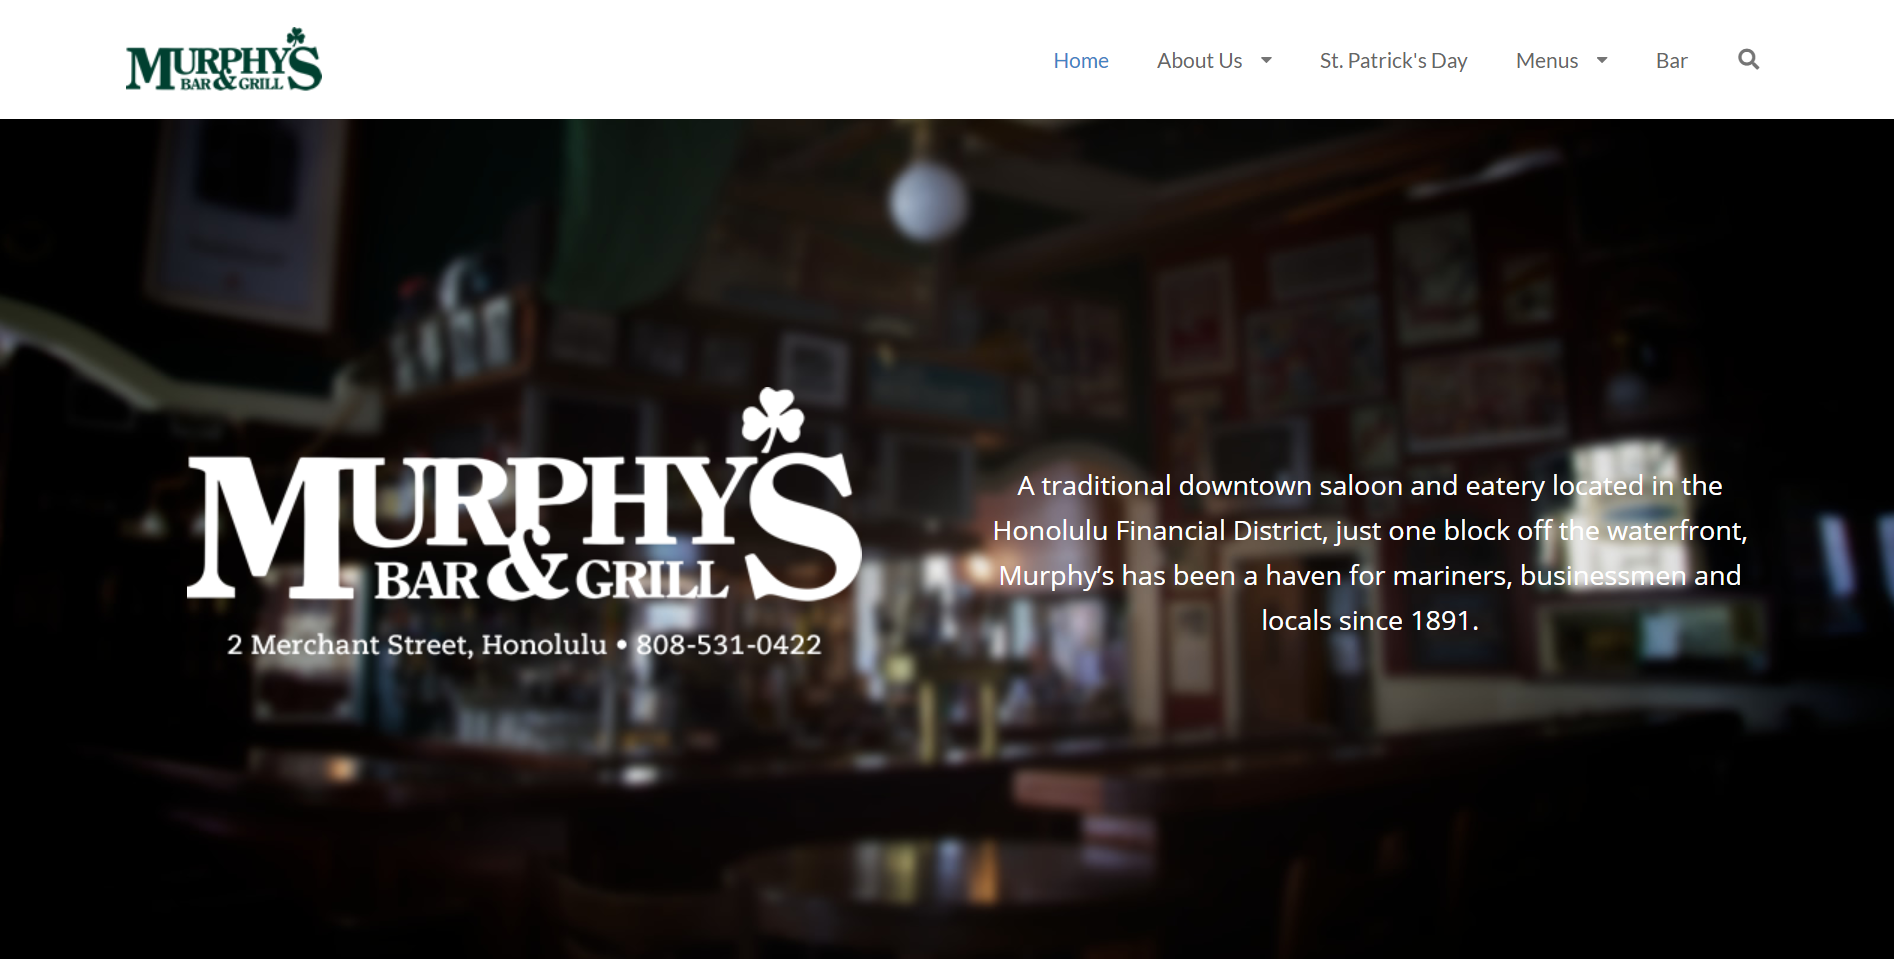 MURPHY'S
BAR & GRILL
Home
About Us
St. Patrick's Day
Menus
Bar
MURPHY'S
BAR & GRILL
2 Merchant Street, Honolulu • 808-531-0422
A traditional downtown saloon and eatery located in the
Honolulu Financial District, just one block off the waterfront,
Murphy’s has been a haven for mariners, businessmen and
locals since 1891.